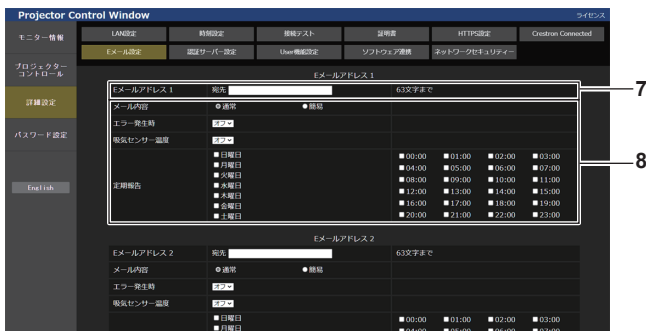 Projector Control Window
ライセンス
モニター情報
プロジェクター
コントロール
詳細設定
パスワード設定
English
LAN設定 時刻設定 接続テスト 証明書 HTTPS設定 Crestron Connected
Eメール設定 認証サーバー設定 User機能設定 ソフトウェア連携 ネットワークセキュリティー
Eメールアドレス 1
Eメールアドレス 1 宛先 63文字まで
7
メール内容 通常 簡易
エラー発生時 オフ
吸気センサー温度 オフ
8
定期報告
日曜日
月曜日
火曜日
水曜日
木曜日
金曜日
土曜日
00:00 01:00 02:00 03:00
04:00 05:00 06:00 07:00
08:00 09:00 10:00 11:00
12:00 13:00 14:00 15:00
16:00 17:00 18:00 19:00
20:00 21:00 22:00 23:00
Eメールアドレス 2
Eメールアドレス 2 宛先 63文字まで
メール内容 通常 簡易
エラー発生時 オフ
吸気センサー温度 オフ
日曜日
月曜日
00:00 01:00 02:00 03:00
04:00 05:00 06:00 07:00